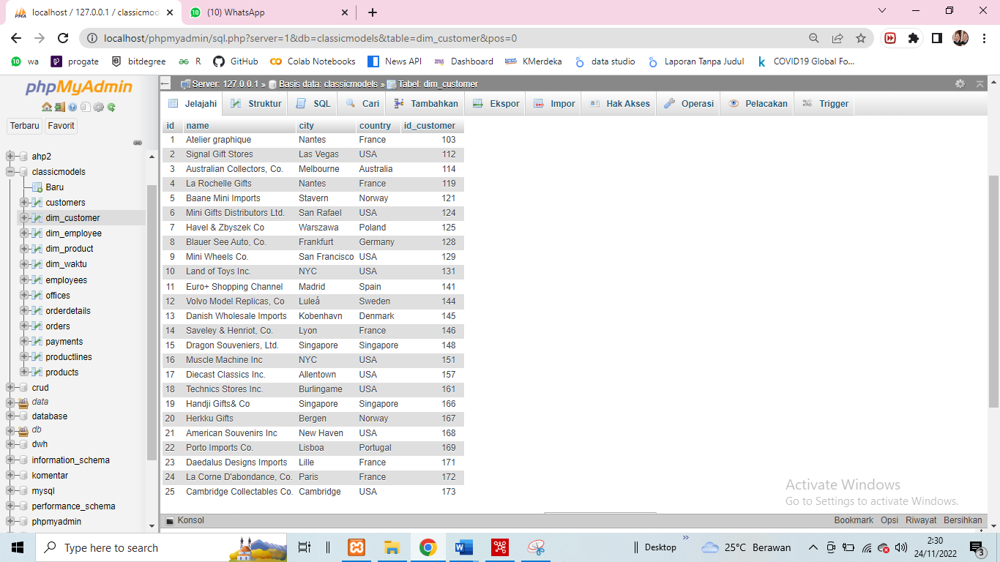 localhost / 127.0.0.1 / classicmod
(10) WhatsApp
localhost/phpmyadmin/sql.php?server=1&db=classicmodels&table=dim_customer&pos=0
wa progate bitdegree R GitHub Colab Notebooks News API Dashboard KMerdeka data studio Laporan Tanpa Judul COVID19 Global Fo...
phpMyAdmin
Terbaru Favorit
ahp2
classicmodels
Baru
customers
dim_customer
dim_employee
dim_product
dim_waktu
employees
offices
orderdetails
orders
payments
productlines
products
crud
data
database
db
dwh
information_schema
komentar
mysql
performance_schema
phpmyadmin
Server: 127.0.0.1 » Basis data: classicmodels » Tabel: dim_customer
Jelajahi Struktur SQL Cari Tambahkan Ekspor Impor Hak Akses Operasi Pelacakan Trigger
id name city country id_customer
1 Atelier graphique Nantes France 103
2 Signal Gift Stores Las Vegas USA 112
3 Australian Collectors, Co. Melbourne Australia 114
4 La Rochelle Gifts Nantes France 119
5 Baane Mini Imports Stavern Norway 121
6 Mini Gifts Distributors Ltd. San Rafael USA 124
7 Havel & Zbyszek Co Warszawa Poland 125
8 Blauer See Auto, Co. Frankfurt Germany 128
9 Mini Wheels Co. San Francisco USA 129
10 Land of Toys Inc. NYC USA 131
11 Euro+ Shopping Channel Madrid Spain 141
12 Volvo Model Replicas, Co Luleå Sweden 144
13 Danish Wholesale Imports Kobenhavn Denmark 145
14 Saveley & Henriot, Co. Lyon France 146
15 Dragon Souveniers, Ltd. Singapore Singapore 148
16 Muscle Machine Inc NYC USA 151
17 Diecast Classics Inc. Allentown USA 157
18 Technics Stores Inc. Burlingame USA 161
19 Handji Gifts& Co Singapore Singapore 166
20 Herkku Gifts Bergen Norway 167
21 American Souvenirs Inc New Haven USA 168
22 Porto Imports Co. Lisboa Portugal 169
23 Daedalus Designs Imports Lille France 171
24 La Corne D'abondance, Co. Paris France 172
25 Cambridge Collectables Co. Cambridge USA 173
Activate Windows
Go to Settings to activate Windows.
Konsol
Bookmark Opsi Riwayat Bersihkan
Type here to search
Desktop
25°C Berawan
2:30
24/11/2022
3